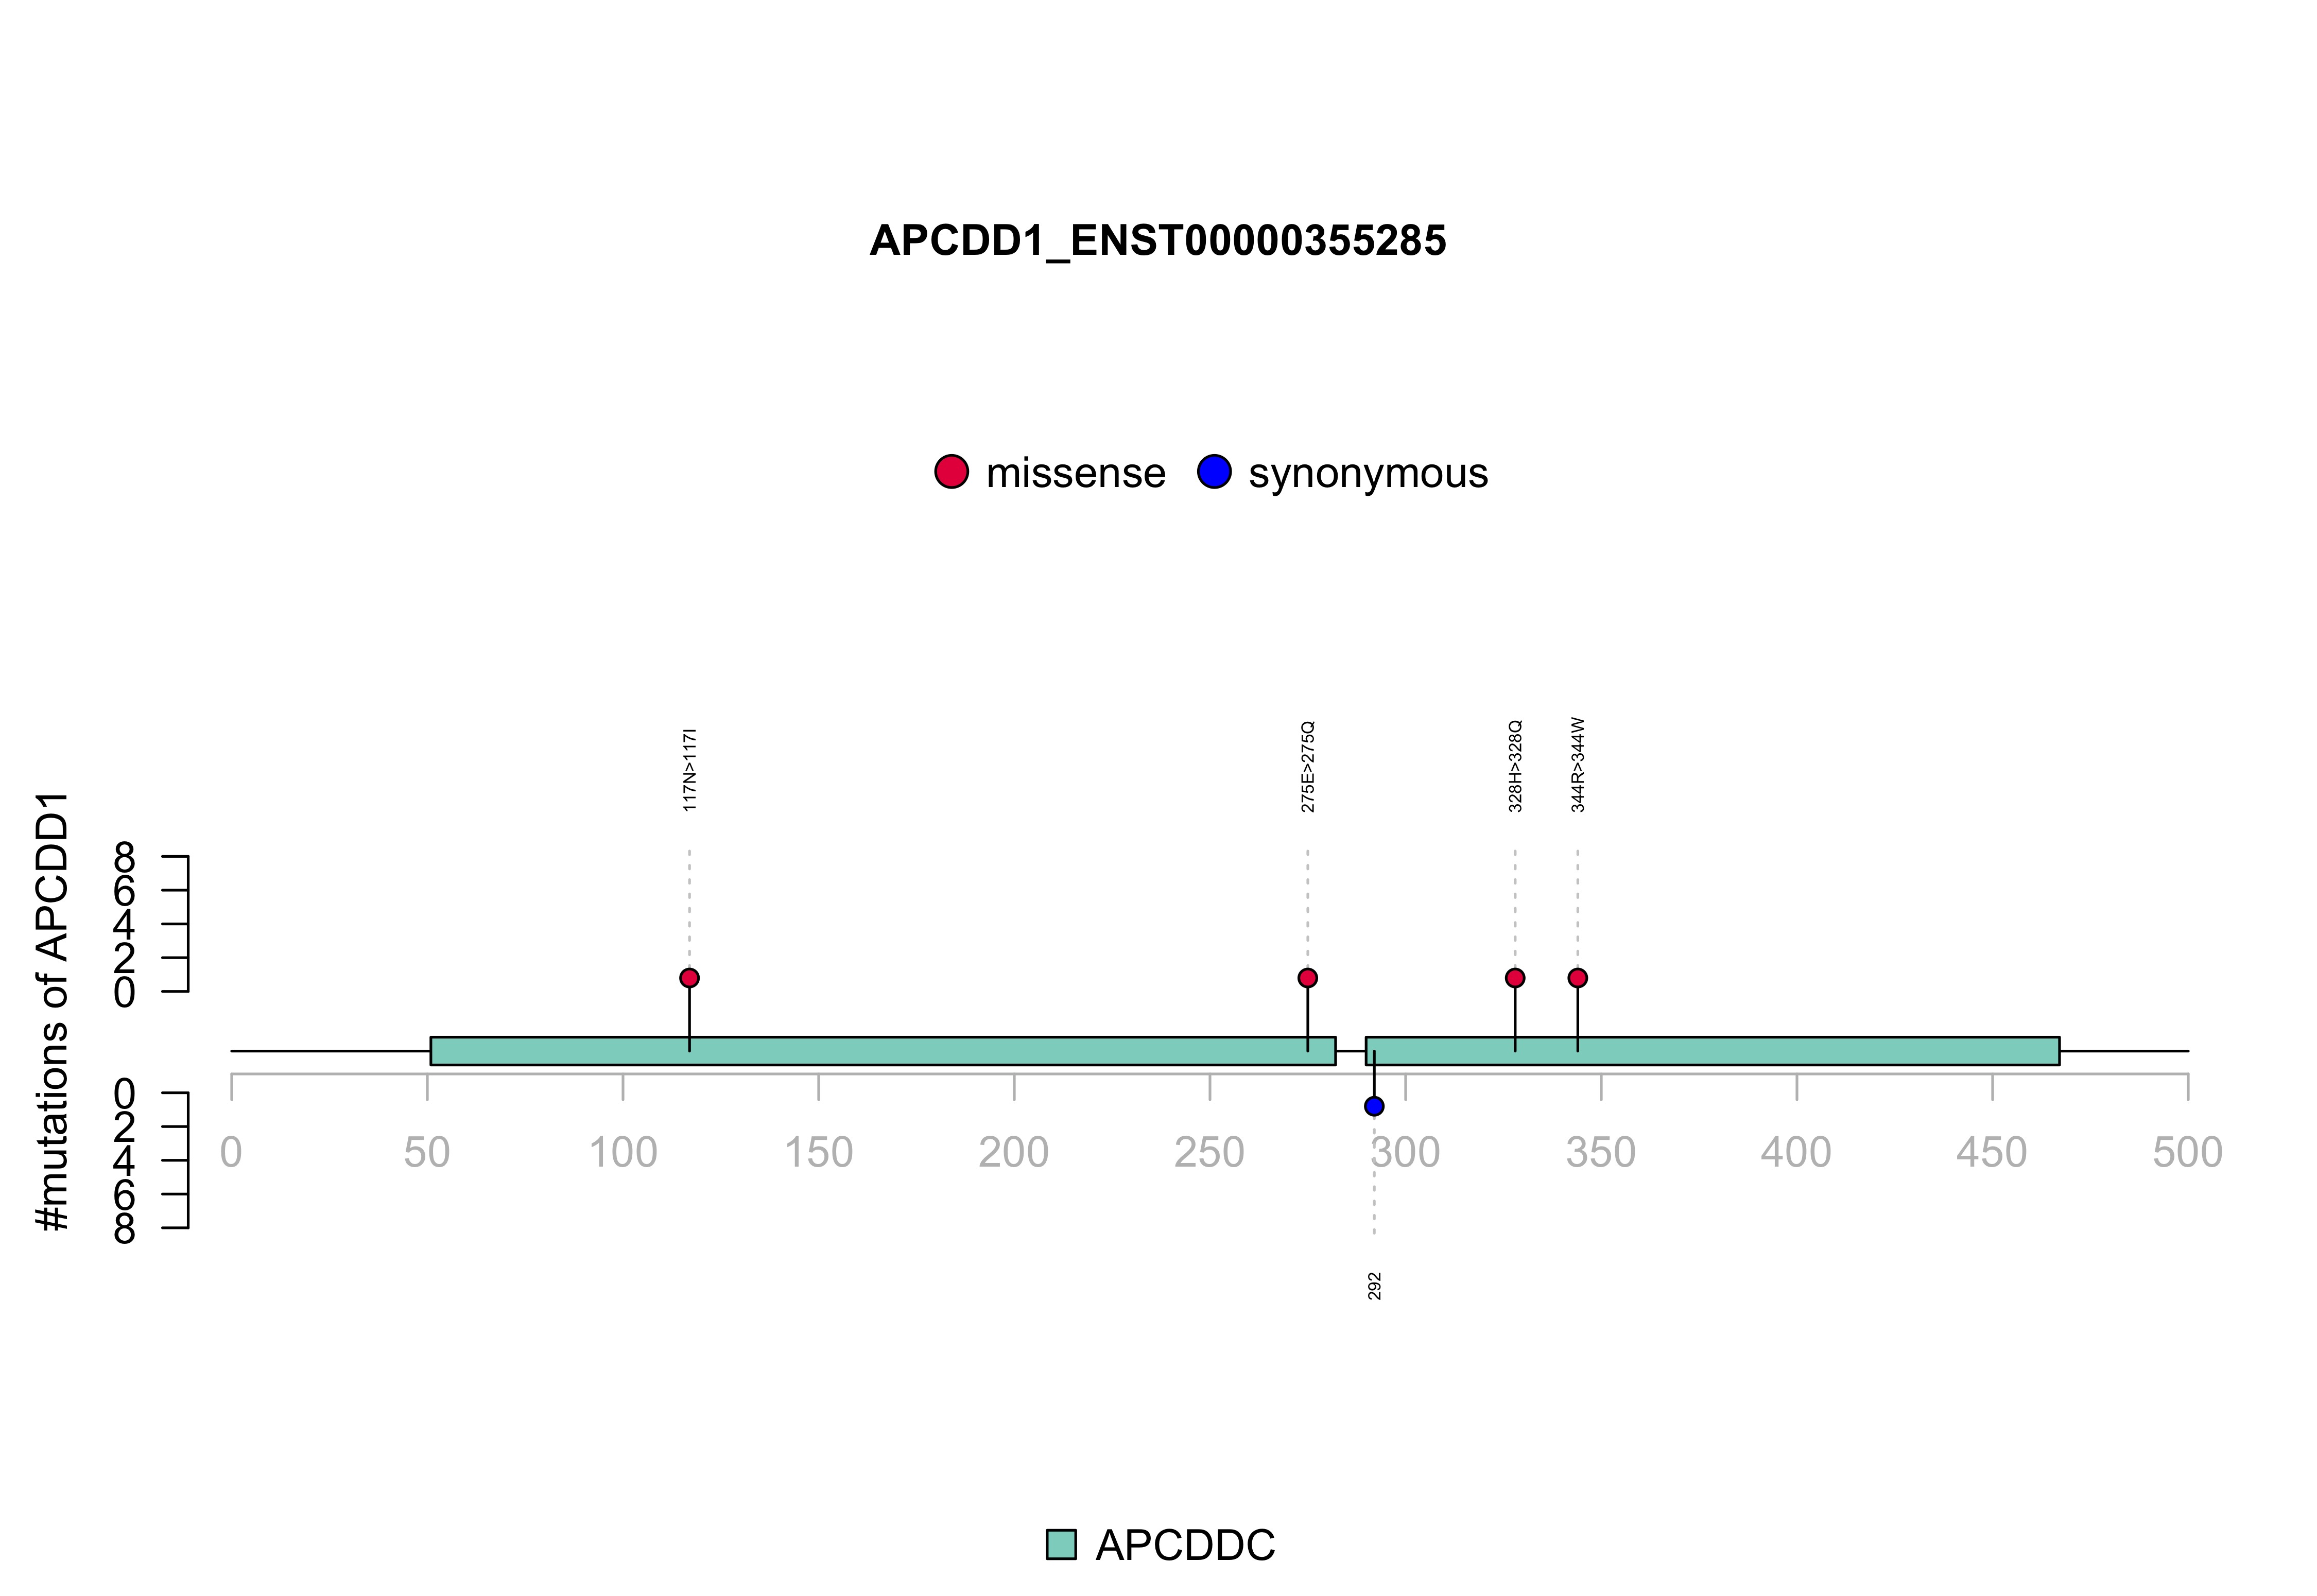 APCDD1_ENST00000355285
missense synonymous
117N>117I
275E>275Q
328H>328Q
344R>344W
#mutations of APCDD1
8
6
4
2
0
0
2
4
6
8
0 50 100 150 200 250 300 350 400 450 500
292
APCDDC